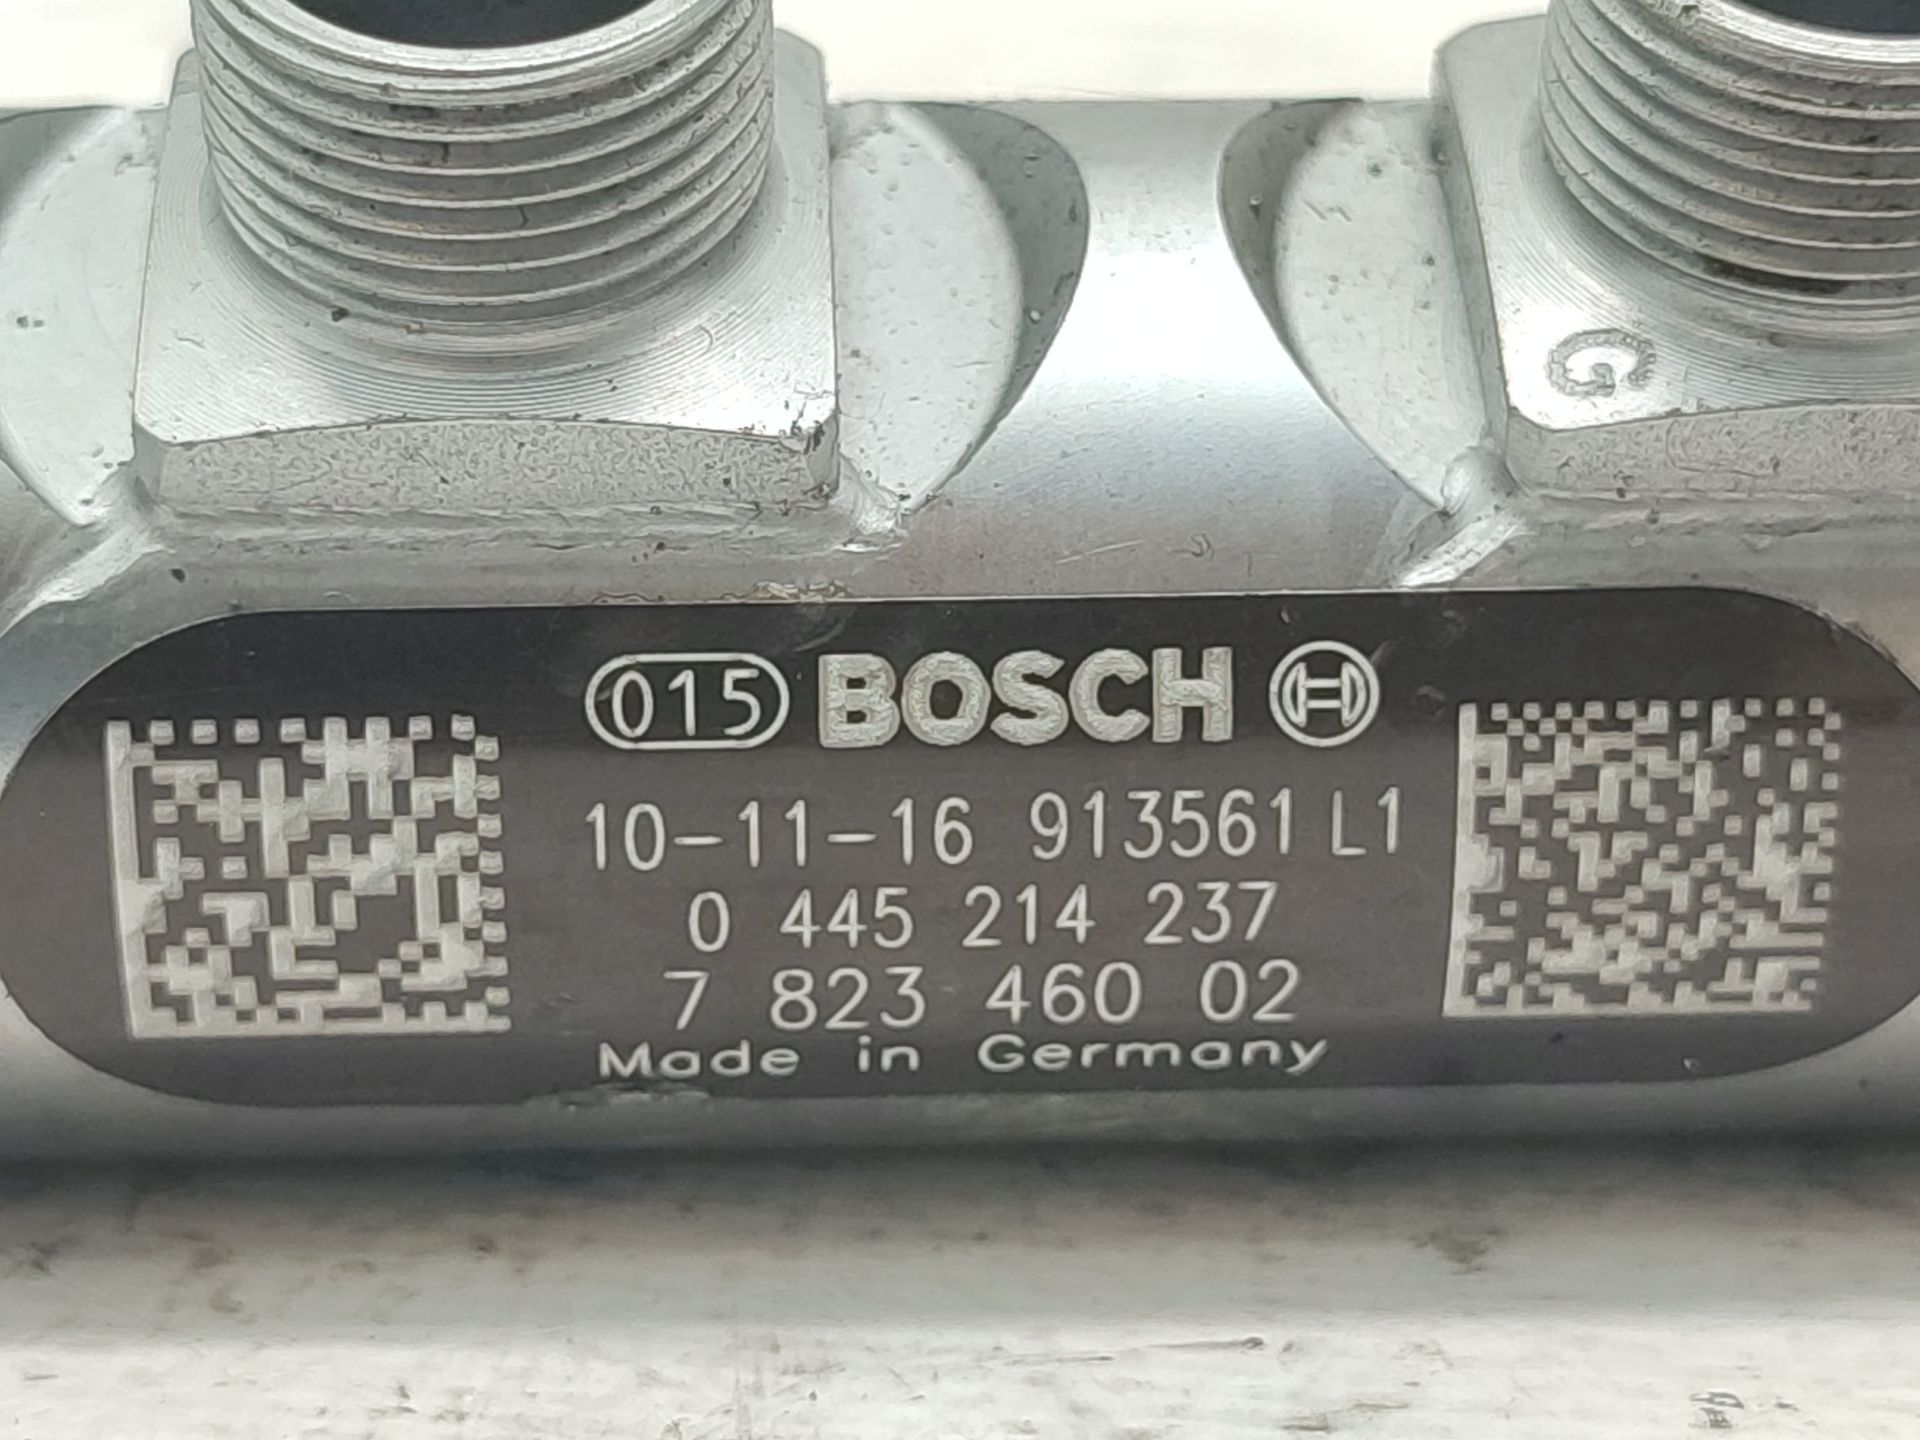 G
015 BOSCH
10-11-16 913561 L1
0 445 214 237
7 823 460 02
Made in Germany